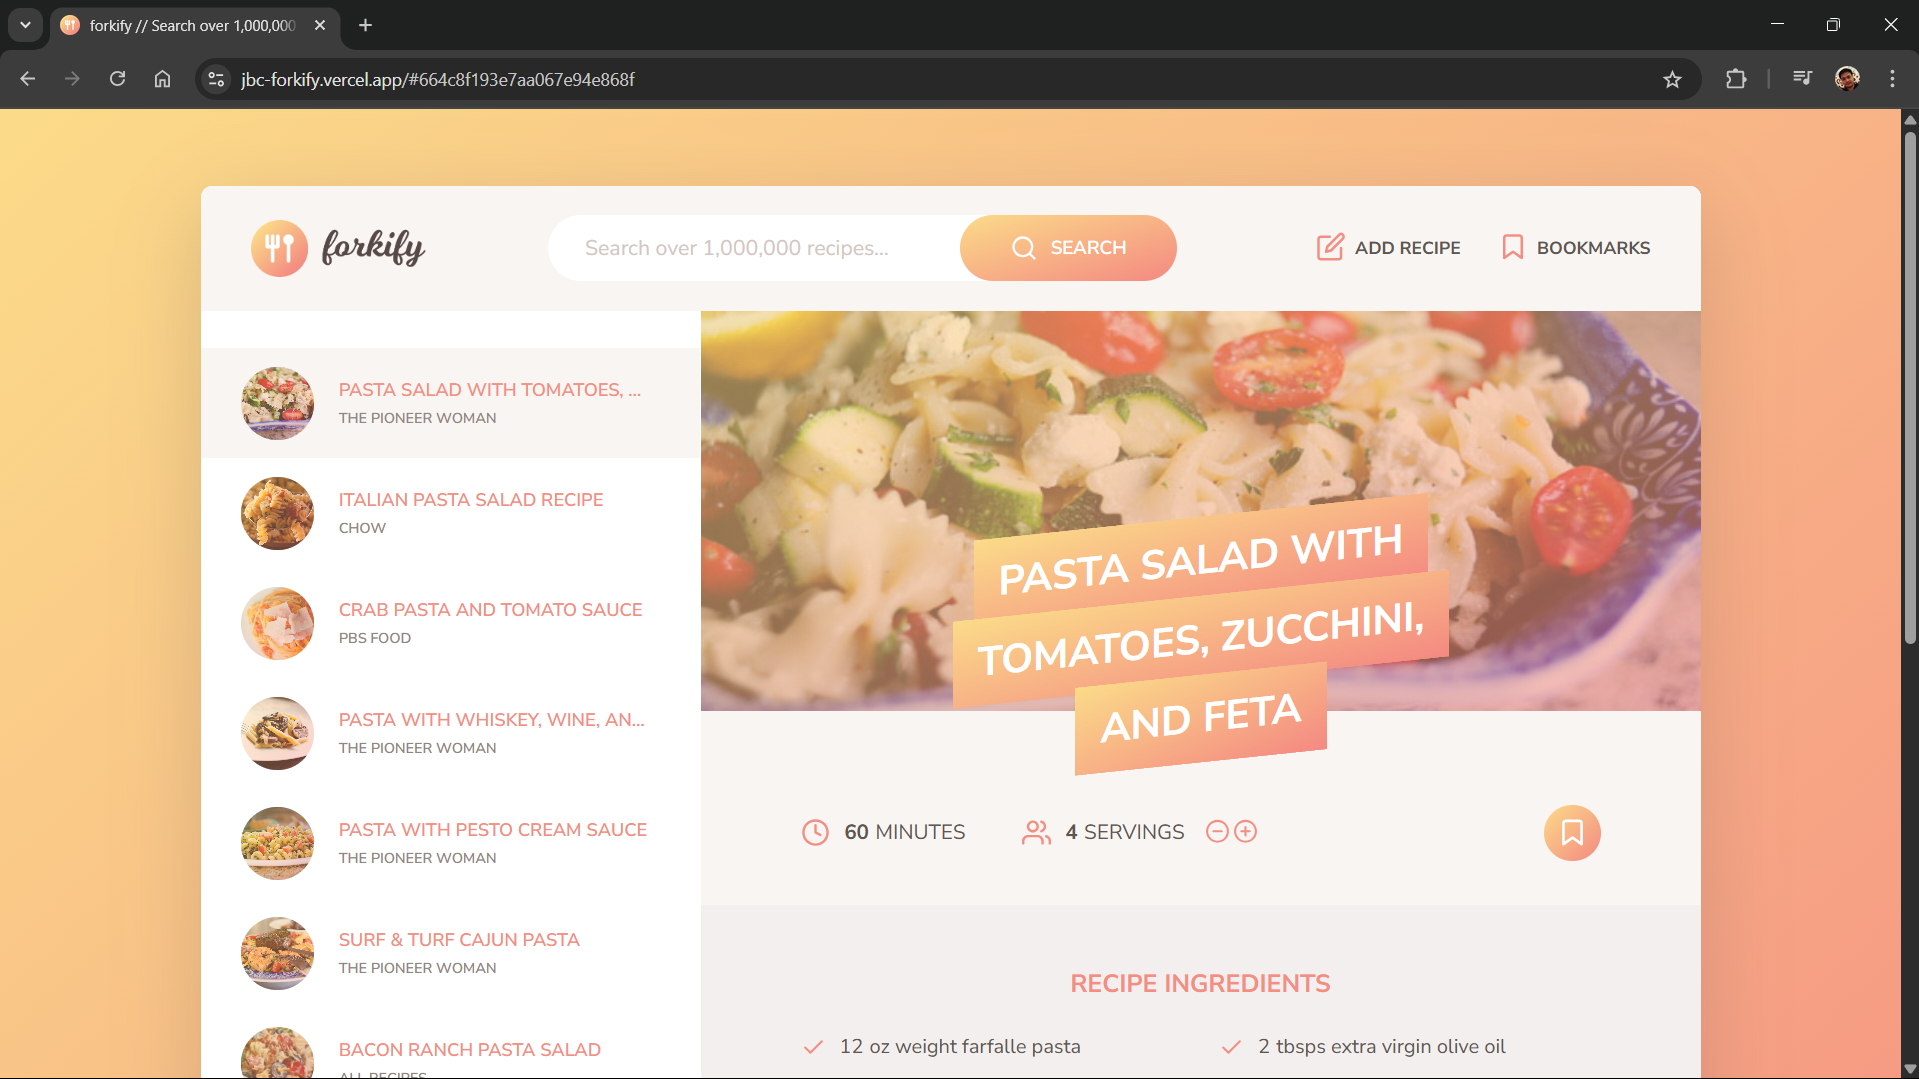 forkify // Search over 1,000,000
jbc-forkify.vercel.app/#664c8f193e7aa067e94e868f
forkify
Search over 1,000,000 recipes...
SEARCH
ADD RECIPE
BOOKMARKS
PASTA SALAD WITH TOMATOES, ...
THE PIONEER WOMAN
ITALIAN PASTA SALAD RECIPE
CHOW
CRAB PASTA AND TOMATO SAUCE
PBS FOOD
PASTA WITH WHISKEY, WINE, AN...
THE PIONEER WOMAN
PASTA WITH PESTO CREAM SAUCE
THE PIONEER WOMAN
SURF & TURF CAJUN PASTA
THE PIONEER WOMAN
BACON RANCH PASTA SALAD
ALL RECIPES
PASTA SALAD WITH
TOMATOES, ZUCCHINI,
AND FETA
60 MINUTES
4 SERVINGS
RECIPE INGREDIENTS
12 oz weight farfalle pasta
2 tbsps extra virgin olive oil